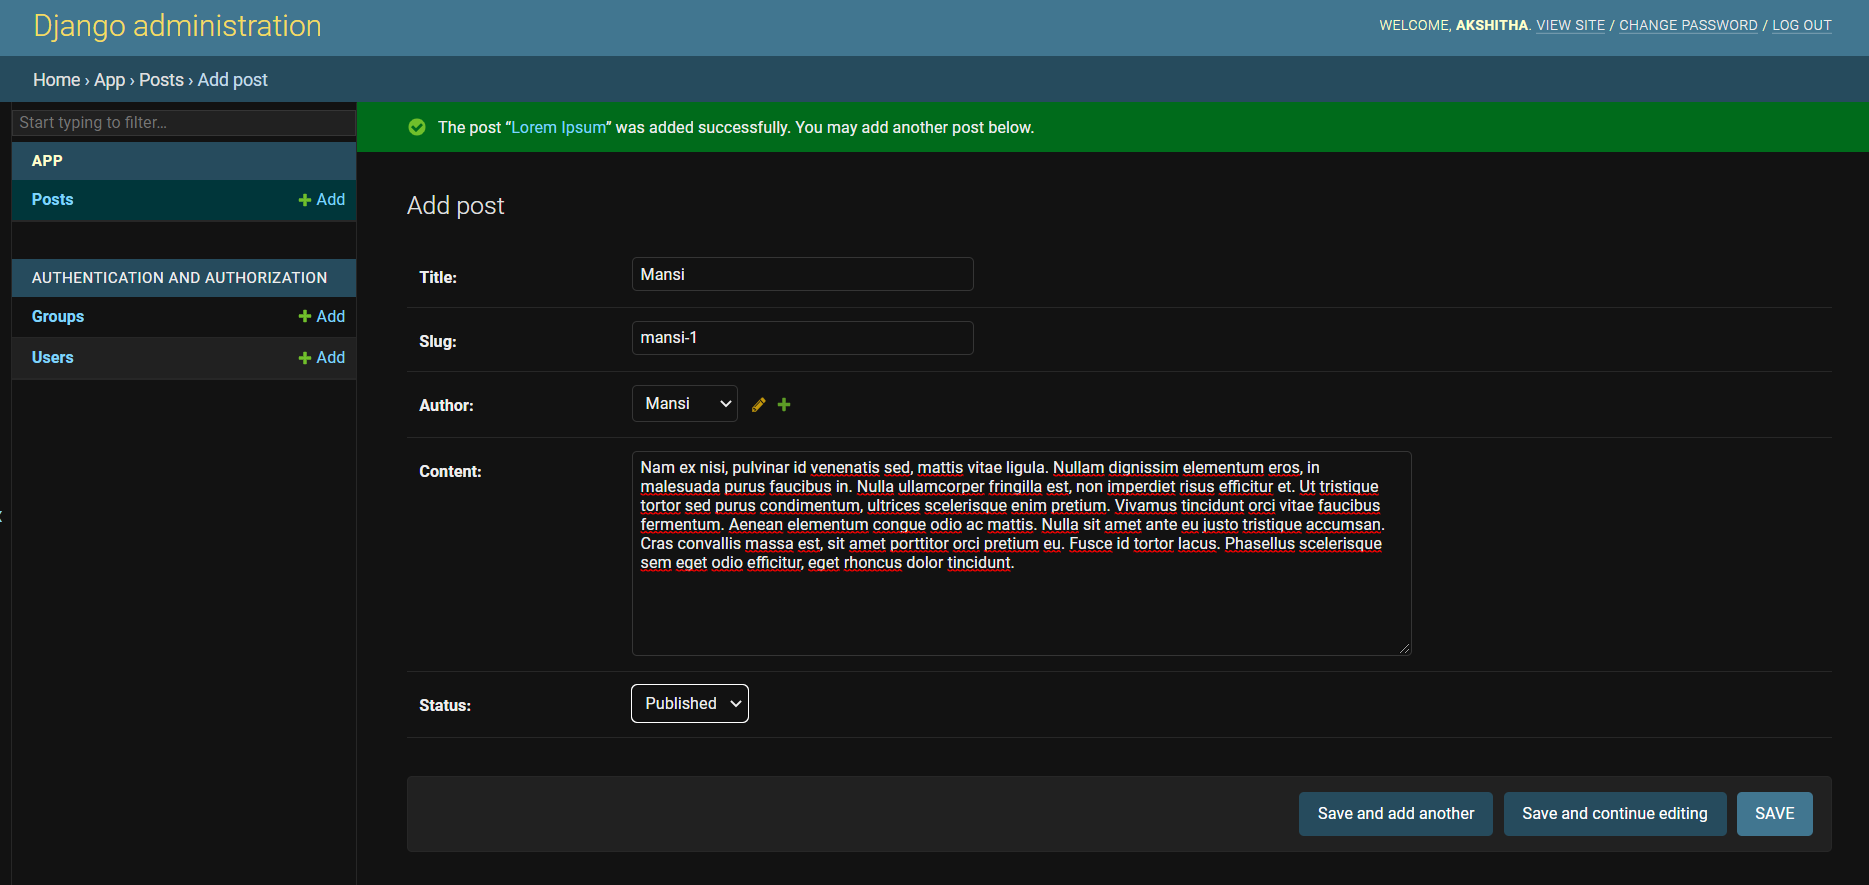 Django administration
WELCOME, AKSHITHA. VIEW SITE / CHANGE PASSWORD / LOG OUT
Home › App › Posts › Add post
Start typing to filter...
APP
Posts
Add
AUTHENTICATION AND AUTHORIZATION
Groups
Add
Users
Add
The post “Lorem Ipsum” was added successfully. You may add another post below.
Add post
Title:
Mansi
Slug:
mansi-1
Author:
Mansi
Content:
Nam ex nisi, pulvinar id venenatis sed, mattis vitae ligula. Nullam dignissim elementum eros, in
malesuada purus faucibus in. Nulla ullamcorper fringilla est, non imperdiet risus efficitur et. Ut tristique
tortor sed purus condimentum, ultrices scelerisque enim pretium. Vivamus tincidunt orci vitae faucibus
fermentum. Aenean elementum congue odio ac mattis. Nulla sit amet ante eu justo tristique accumsan.
Cras convallis massa est, sit amet porttitor orci pretium eu. Fusce id tortor lacus. Phasellus scelerisque
sem eget odio efficitur, eget rhoncus dolor tincidunt.
Status:
Published
Save and add another
Save and continue editing
SAVE